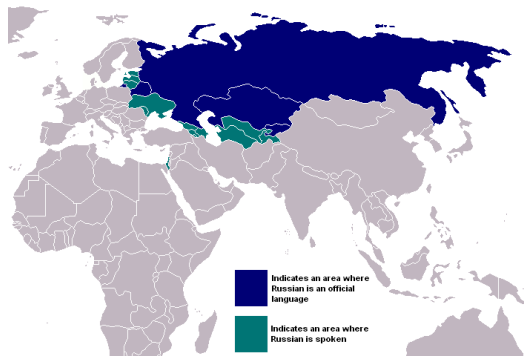 Indicates an area where
Russian is an official
language
Indicates an area where
Russian is spoken